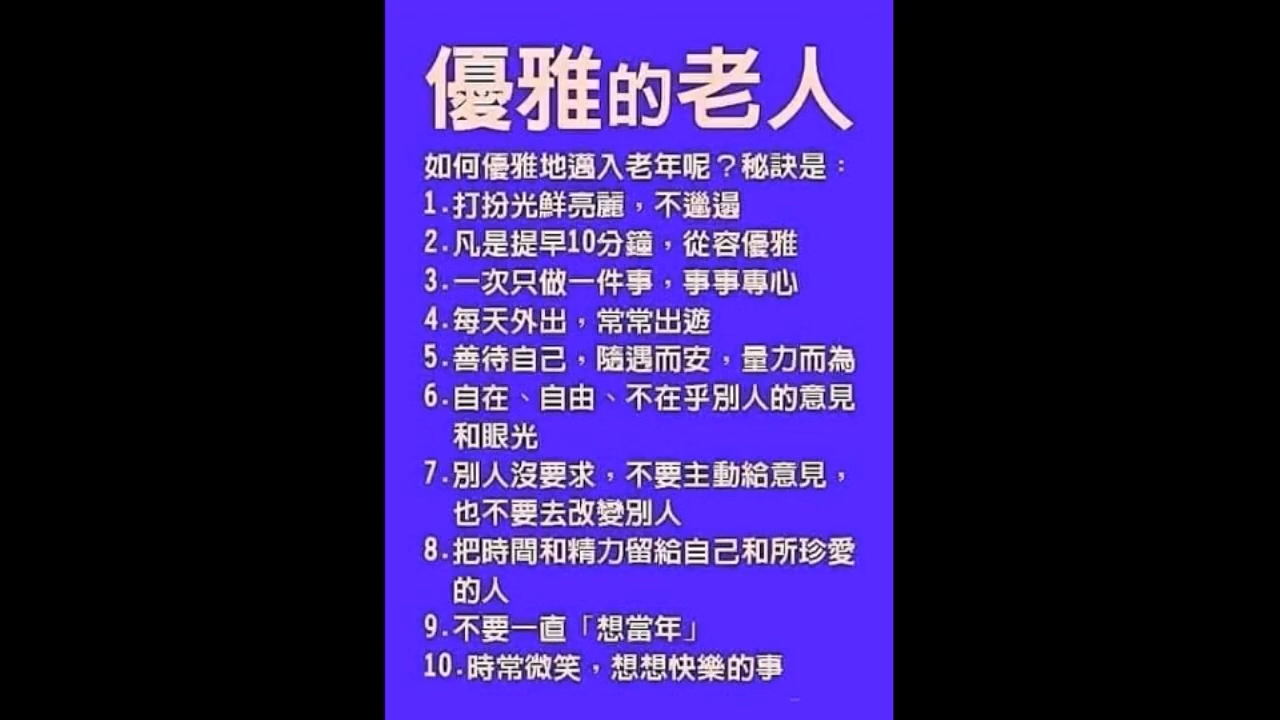 優雅的老人
如何優雅地邁入老年呢？秘訣是：
1.打扮光鮮亮麗，不邋遢
2.凡是提早10分鐘，從容優雅
3.一次只做一件事，事事專心
4.每天外出，常常出遊
5.善待自己，隨遇而安，量力而為
6.自在、自由、不在乎別人的意見
和眼光
7.別人沒要求，不要主動給意見，
也不要去改變別人
8.把時間和精力留給自己和所珍愛
的人
9.不要一直「想當年」
10.時常微笑，想想快樂的事